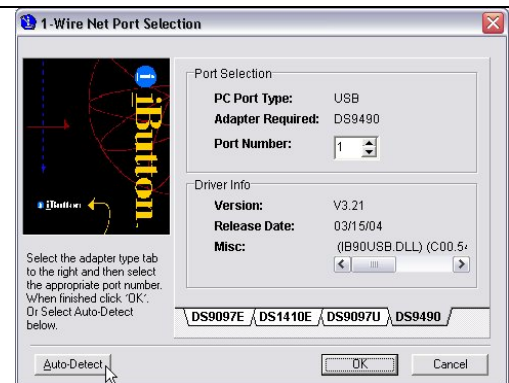 1-Wire Net Port Selection
iButton
iButton
Select the adapter type tab
to the right and then select
the appropriate port number.
When finished click 'OK'.
Or Select Auto-Detect
below.
Port Selection
PC Port Type: USB
Adapter Required: DS9490
Port Number: 1
Driver Info
Version: V3.21
Release Date: 03/15/04
Misc: (IB90USB.DLL) (C00.54
DS9097E DS1410E DS9097U DS9490
Auto-Detect OK Cancel